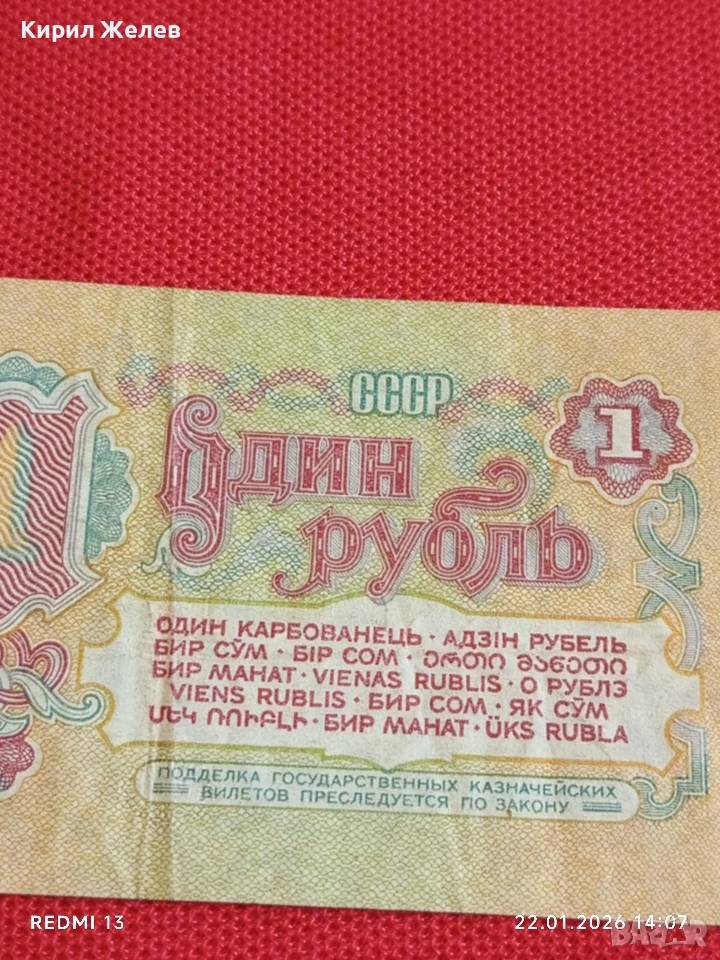 Кирил Желев
СССР
1
Один
рубль
ОДИН КАРБОВАНЕЦЬ · АДЗІН РУБЕЛЬ
БИР СЎМ · БІР СОМ · ᲔᲠᲗᲘ ᲛᲐᲜᲔᲗᲘ
БИР МАНАТ · VIENAS RUBLIS · О РУБЛЭ
VIENS RUBLIS · БИР СОМ · ЯК СӮМ
ՄԵԿ ՌՈՒԲԼԻ · БИР МАНАТ · ÜKS RUBLA
ПОДДЕЛКА ГОСУДАРСТВЕННЫХ КАЗНАЧЕЙСКИХ
БИЛЕТОВ ПРЕСЛЕДУЕТСЯ ПО ЗАКОНУ
REDMI 13
22.01.2026 14:07
BAZAR